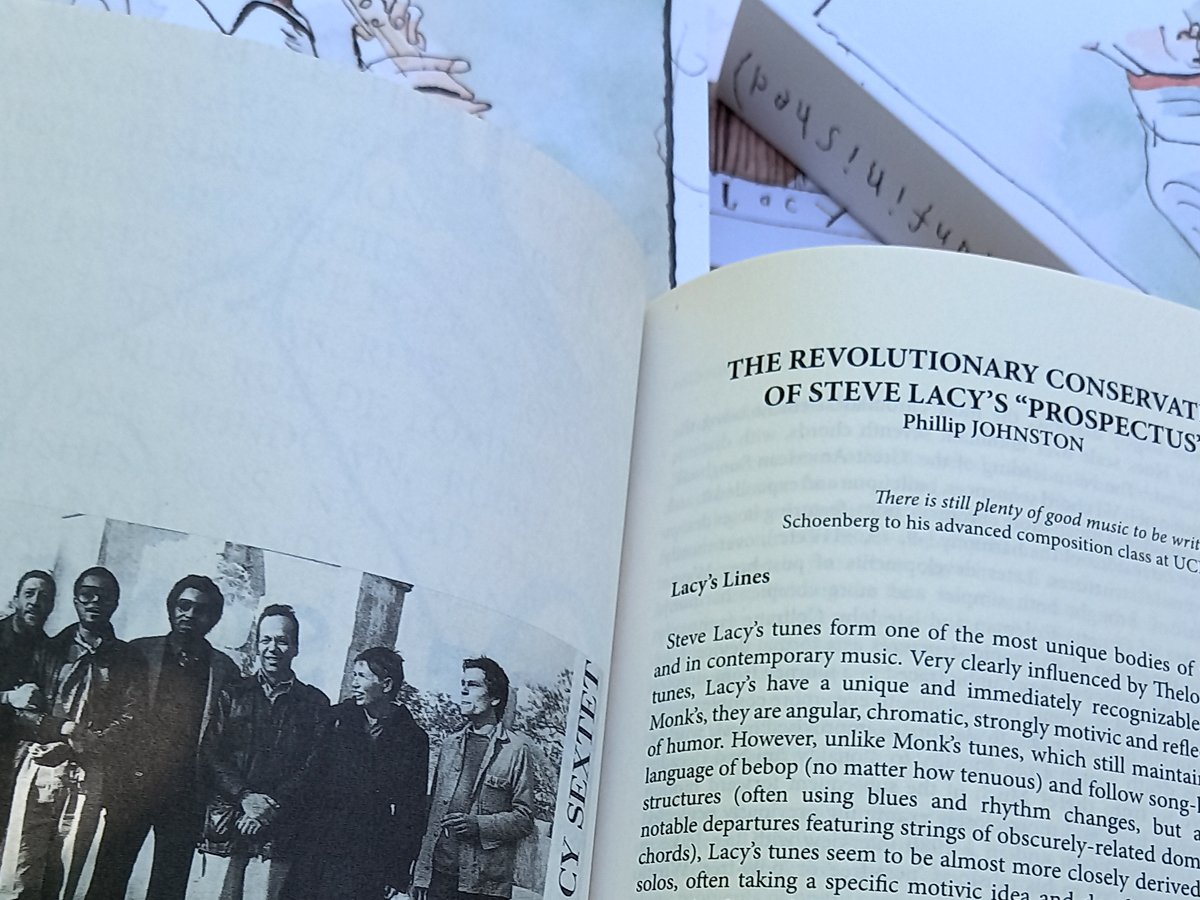 (unfinished)
Lacy
CY SEXTET
THE REVOLUTIONARY CONSERVAT
OF STEVE LACY'S “PROSPECTUS”
Phillip JOHNSTON
There is still plenty of good music to be writ
Schoenberg to his advanced composition class at UC
Lacy's Lines
Steve Lacy's tunes form one of the most unique bodies of
and in contemporary music. Very clearly influenced by Thelo
tunes, Lacy's have a unique and immediately recognizable
Monk's, they are angular, chromatic, strongly motivic and refle
of humor. However, unlike Monk's tunes, which still maintai
language of bebop (no matter how tenuous) and follow song-
structures (often using blues and rhythm changes, but a
notable departures featuring strings of obscurely-related dom
chords), Lacy's tunes seem to be almost more closely derived
solos, often taking a specific motivic idea and